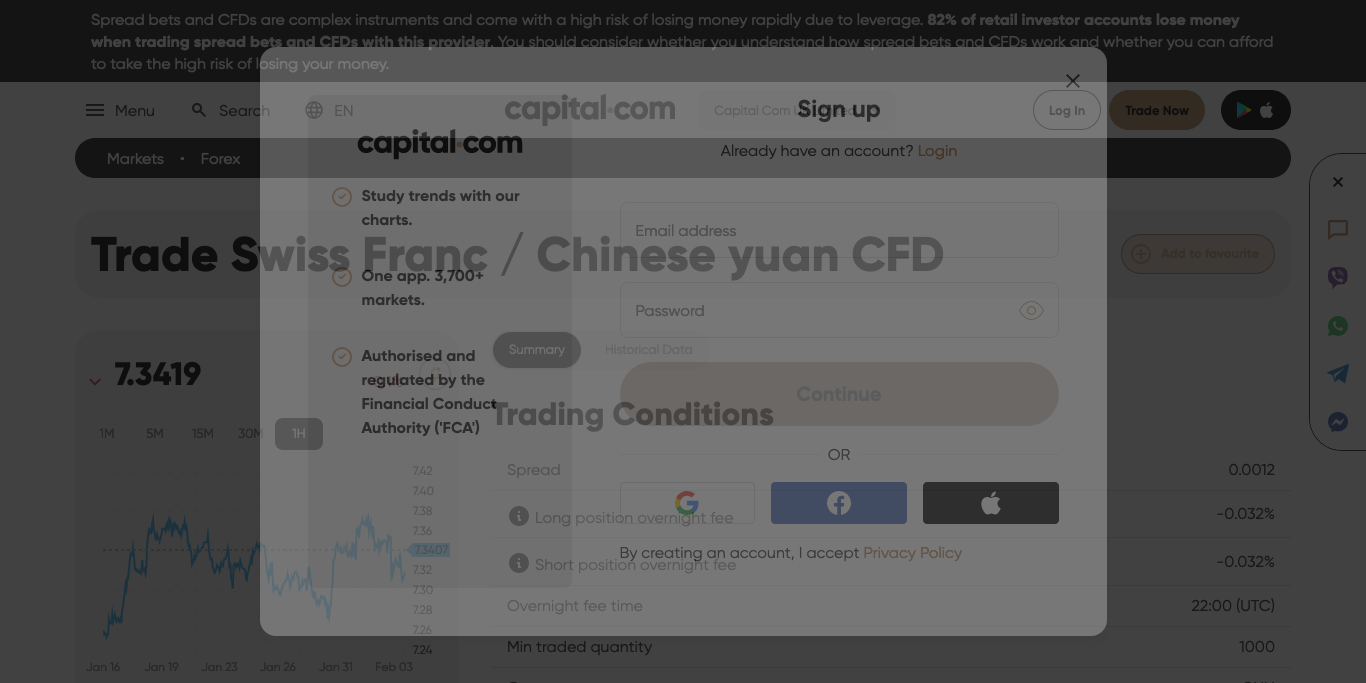 Spread bets and CFDs are complex instruments and come with a high risk of losing money rapidly due to leverage. 82% of retail investor accounts lose money
when trading spread bets and CFDs with this provider. You should consider whether you understand how spread bets and CFDs work and whether you can afford
to take the high risk of losing your money.
Menu
Search
EN
capital.com
Capital Com
Log In
Trade Now
Markets • Forex
Trade Swiss Franc / Chinese yuan CFD
Add to favourite
7.3419
1M 5M 15M 30M 1H
7.42
7.40
7.38
7.36
7.3407
7.32
7.30
7.28
7.26
7.24
Jan 16 Jan 19 Jan 23 Jan 26 Jan 31 Feb 03
Summary
Historical Data
Trading Conditions
Spread 0.0012
Long position overnight fee -0.032%
Short position overnight fee -0.032%
Overnight fee time 22:00 (UTC)
Min traded quantity 1000
capital.com
Study trends with our
charts.
One app. 3,700+
markets.
Authorised and
regulated by the
Financial Conduct
Authority ('FCA')
Sign up
Already have an account? Login
Email address
Password
Continue
OR
By creating an account, I accept Privacy Policy